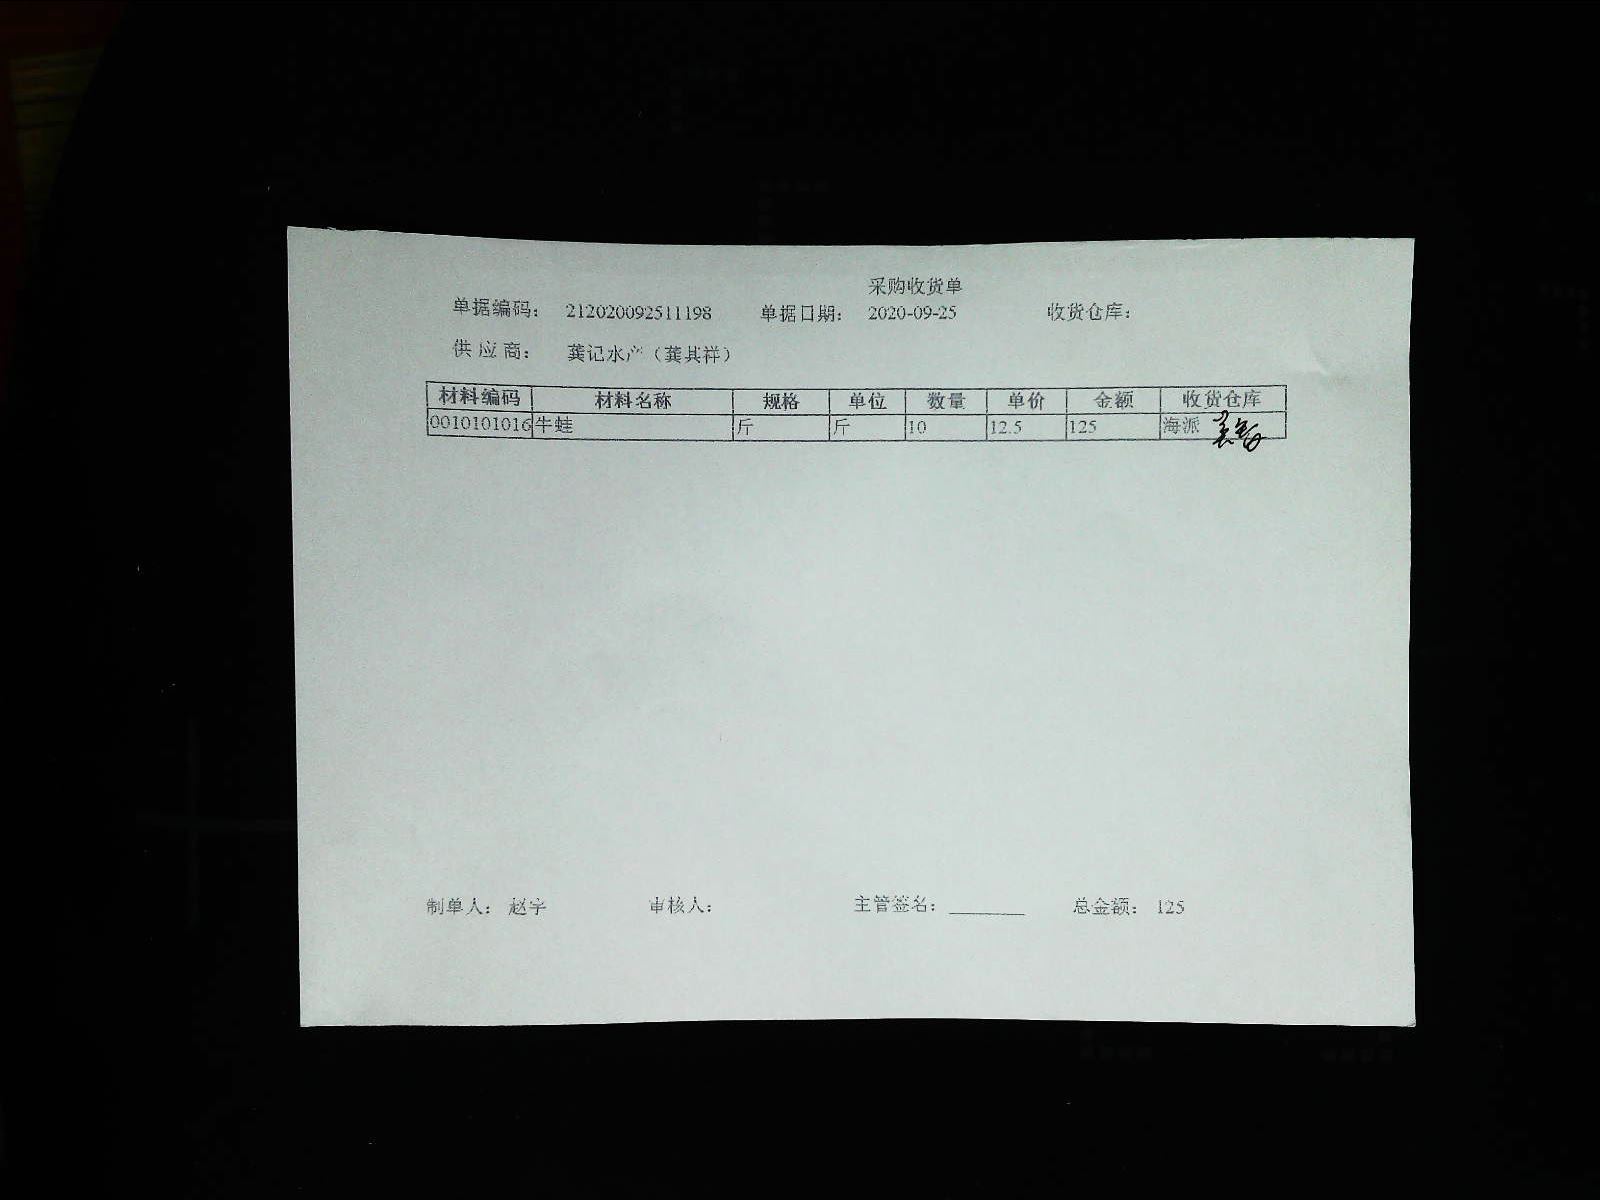 采购收货单
单据编码： 212020092511198 单据日期： 2020-09-25 收货仓库：
供应商： 龚记水产（龚其祥）
材料编码 材料名称 规格 单位 数量 单价 金额 收货仓库
0010101016 牛蛙 斤 斤 10 12.5 125 海派
制单人： 赵宇 审核人： 主管签名： ________ 总金额： 125